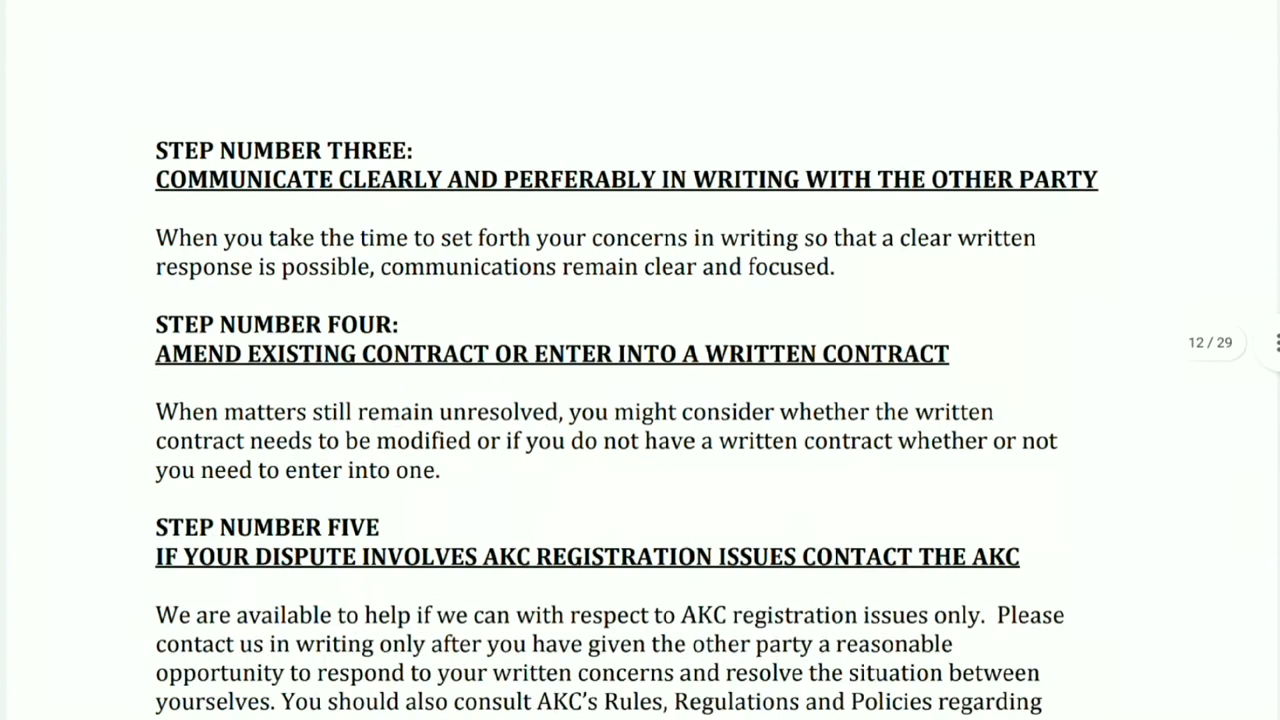 STEP NUMBER THREE:
COMMUNICATE CLEARLY AND PERFERABLY IN WRITING WITH THE OTHER PARTY
When you take the time to set forth your concerns in writing so that a clear written
response is possible, communications remain clear and focused.
STEP NUMBER FOUR:
AMEND EXISTING CONTRACT OR ENTER INTO A WRITTEN CONTRACT
When matters still remain unresolved, you might consider whether the written
contract needs to be modified or if you do not have a written contract whether or not
you need to enter into one.
12 / 29
STEP NUMBER FIVE
IF YOUR DISPUTE INVOLVES AKC REGISTRATION ISSUES CONTACT THE AKC
We are available to help if we can with respect to AKC registration issues only.  Please
contact us in writing only after you have given the other party a reasonable
opportunity to respond to your written concerns and resolve the situation between
yourselves. You should also consult AKC's Rules, Regulations and Policies regarding